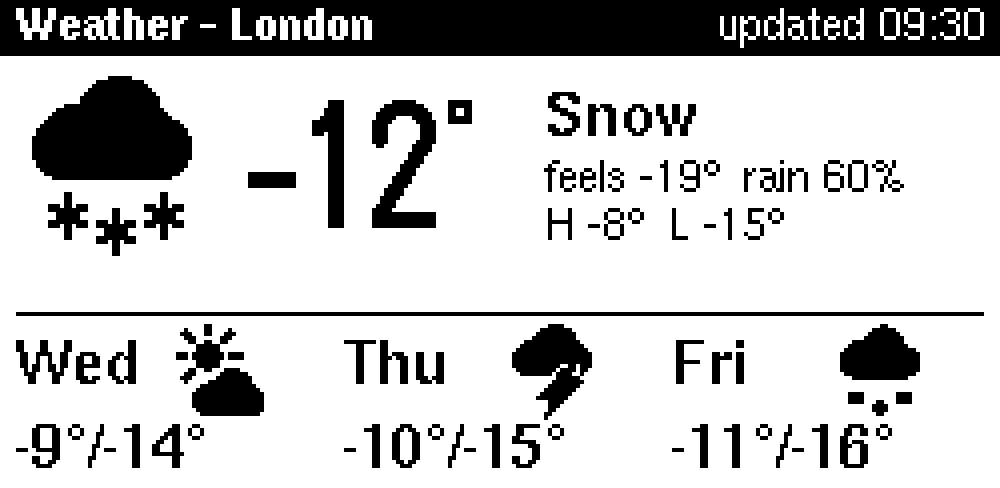 Weather - London updated 09:30
-12°
Snow
feels -19° rain 60%
H -8° L -15°
Wed Thu Fri
-9°/-14° -10°/-15° -11°/-16°